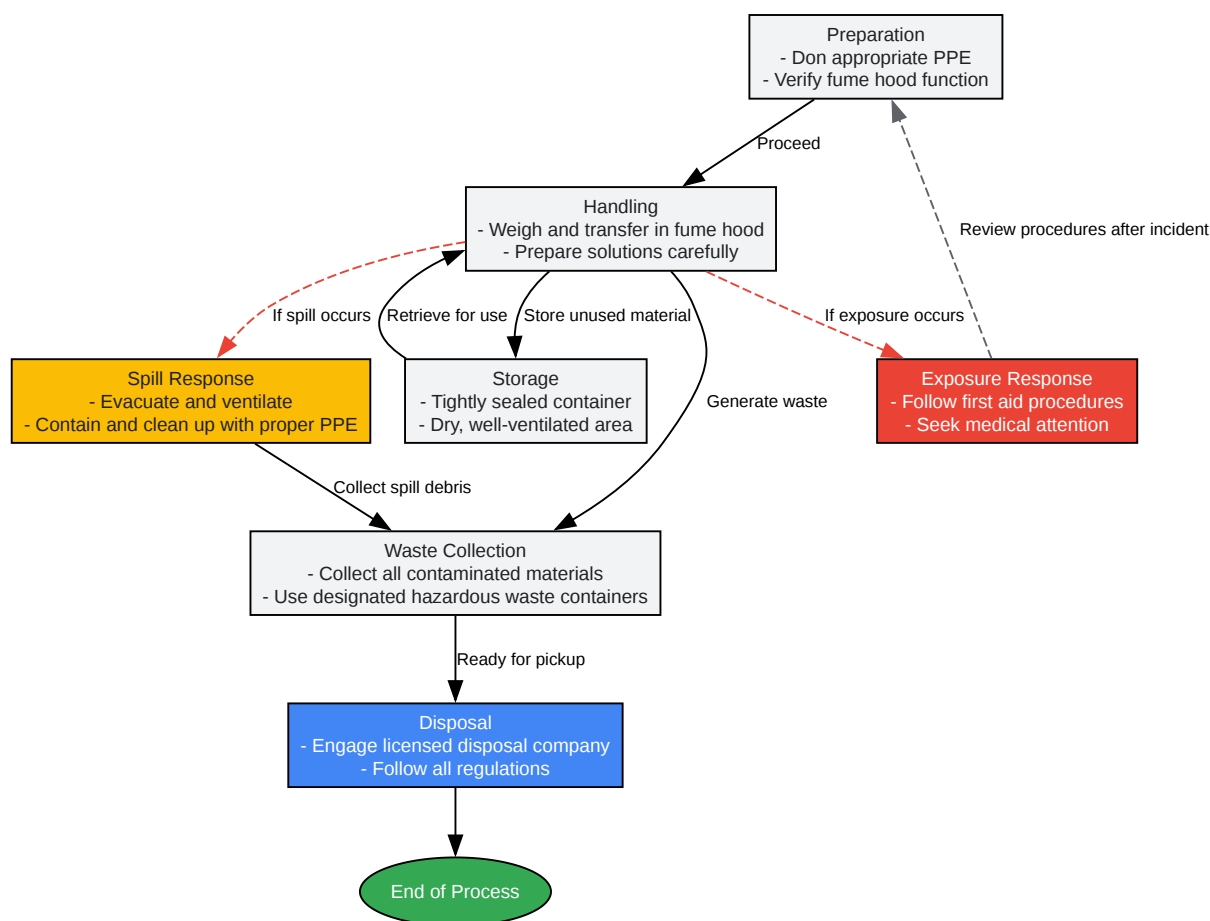 Preparation
- Don appropriate PPE
- Verify fume hood function
Proceed
Handling
- Weigh and transfer in fume hood
- Prepare solutions carefully
Review procedures after incident
If spill occurs
Retrieve for use
Store unused material
If exposure occurs
Spill Response
- Evacuate and ventilate
- Contain and clean up with proper PPE
Storage
- Tightly sealed container
- Dry, well-ventilated area
Generate waste
Exposure Response
- Follow first aid procedures
- Seek medical attention
Collect spill debris
Waste Collection
- Collect all contaminated materials
- Use designated hazardous waste containers
Ready for pickup
Disposal
- Engage licensed disposal company
- Follow all regulations
End of Process